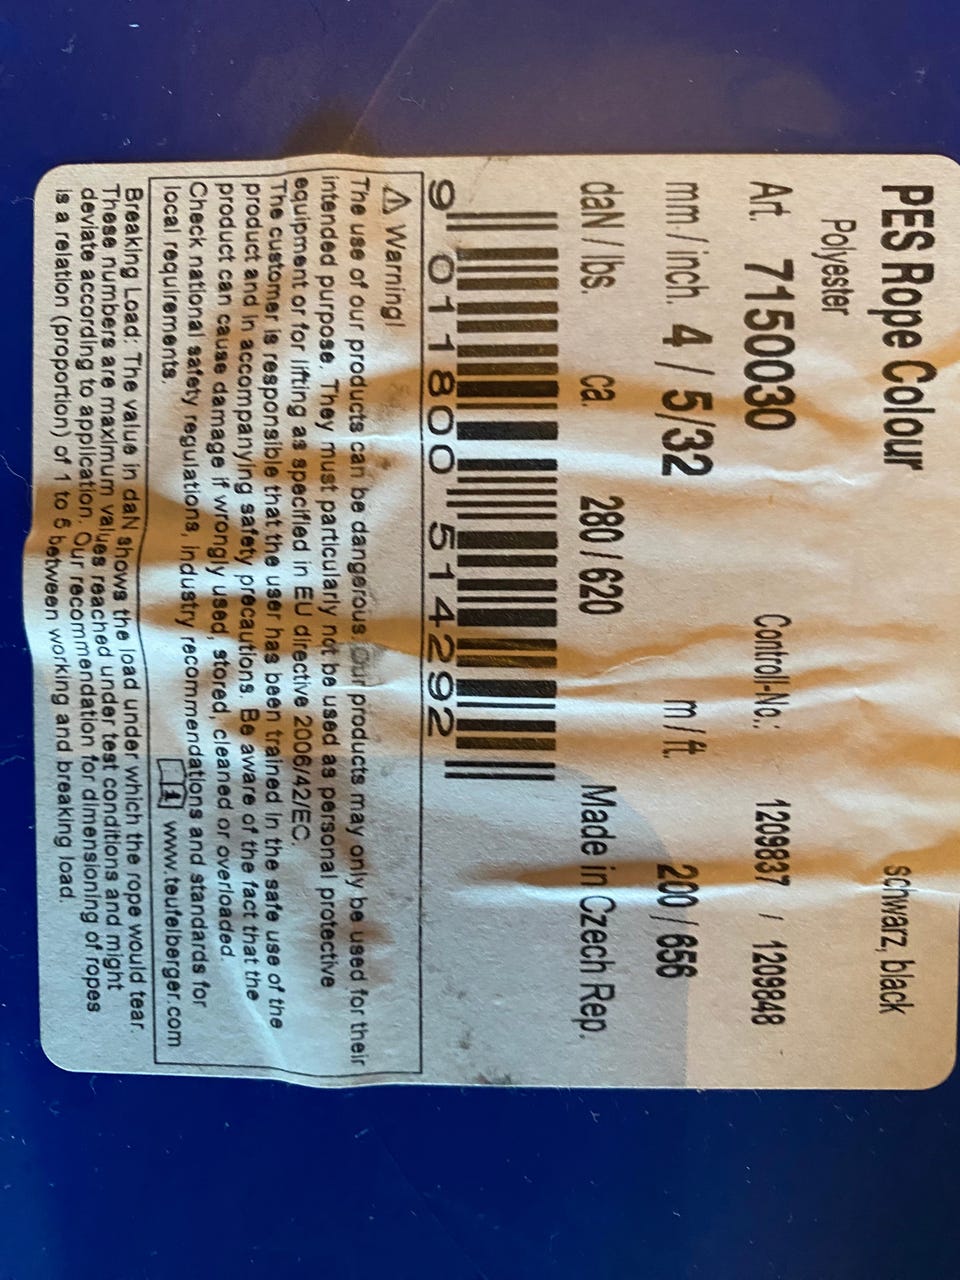 PES Rope Colour schwarz, black
Polyester
Art. 7150030 Controll-No.: 1209837 / 1209848
mm / inch. 4 / 5/32 m / ft. 200 / 656
daN / lbs. ca. 280 / 620 Made in Czech Rep.
9 011800 514292
⚠ Warning!
The use of our products can be dangerous. Our products may only be used for their
intended purpose. They must particularly not be used as personal protective
equipment or for lifting as specified in EU directive 2006/42/EC.
The customer is responsible that the user has been trained in the safe use of the
product and in accompanying safety precautions. Be aware of the fact that the
product can cause damage if wrongly used, stored, cleaned or overloaded
Check national safety regulations, industry recommendations and standards for
local requirements. www.teufelberger.com
Breaking Load: The value in daN shows the load under which the rope would tear.
These numbers are maximum values reached under test conditions and might
deviate according to application. Our recommendation for dimensioning of ropes
is a relation (proportion) of 1 to 5 between working and breaking load.